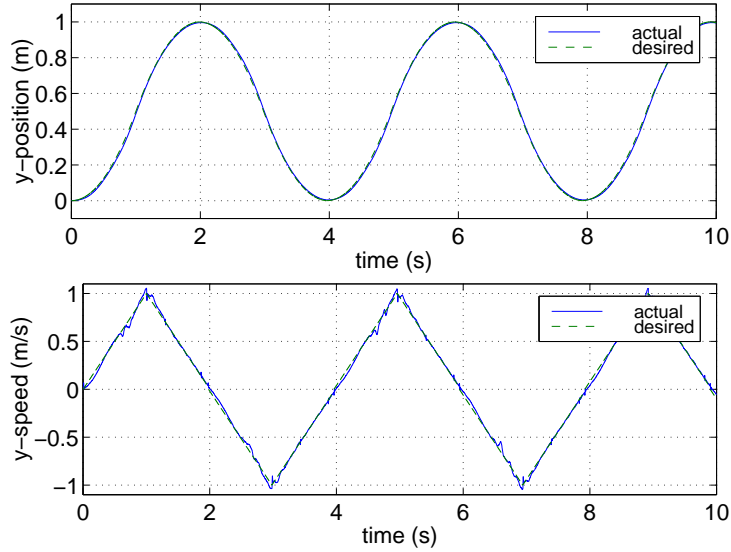 1
0.8
0.6
0.4
0.2
0
y−position (m)
actual
desired
0
2
4
6
8
10
time (s)
1
0.5
0
−0.5
−1
y−speed (m/s)
actual
desired
0
2
4
6
8
10
time (s)